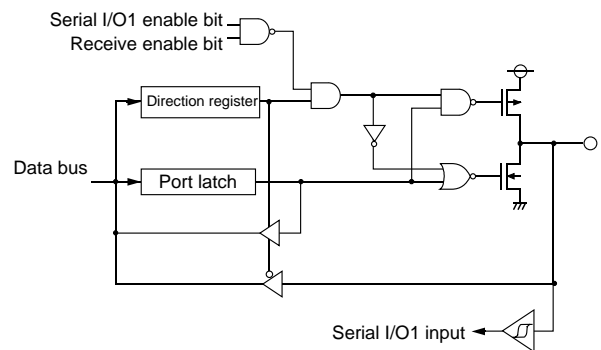 Serial I/O1 enable bit
Receive enable bit
Direction register
Data bus
Port latch
Serial I/O1 input